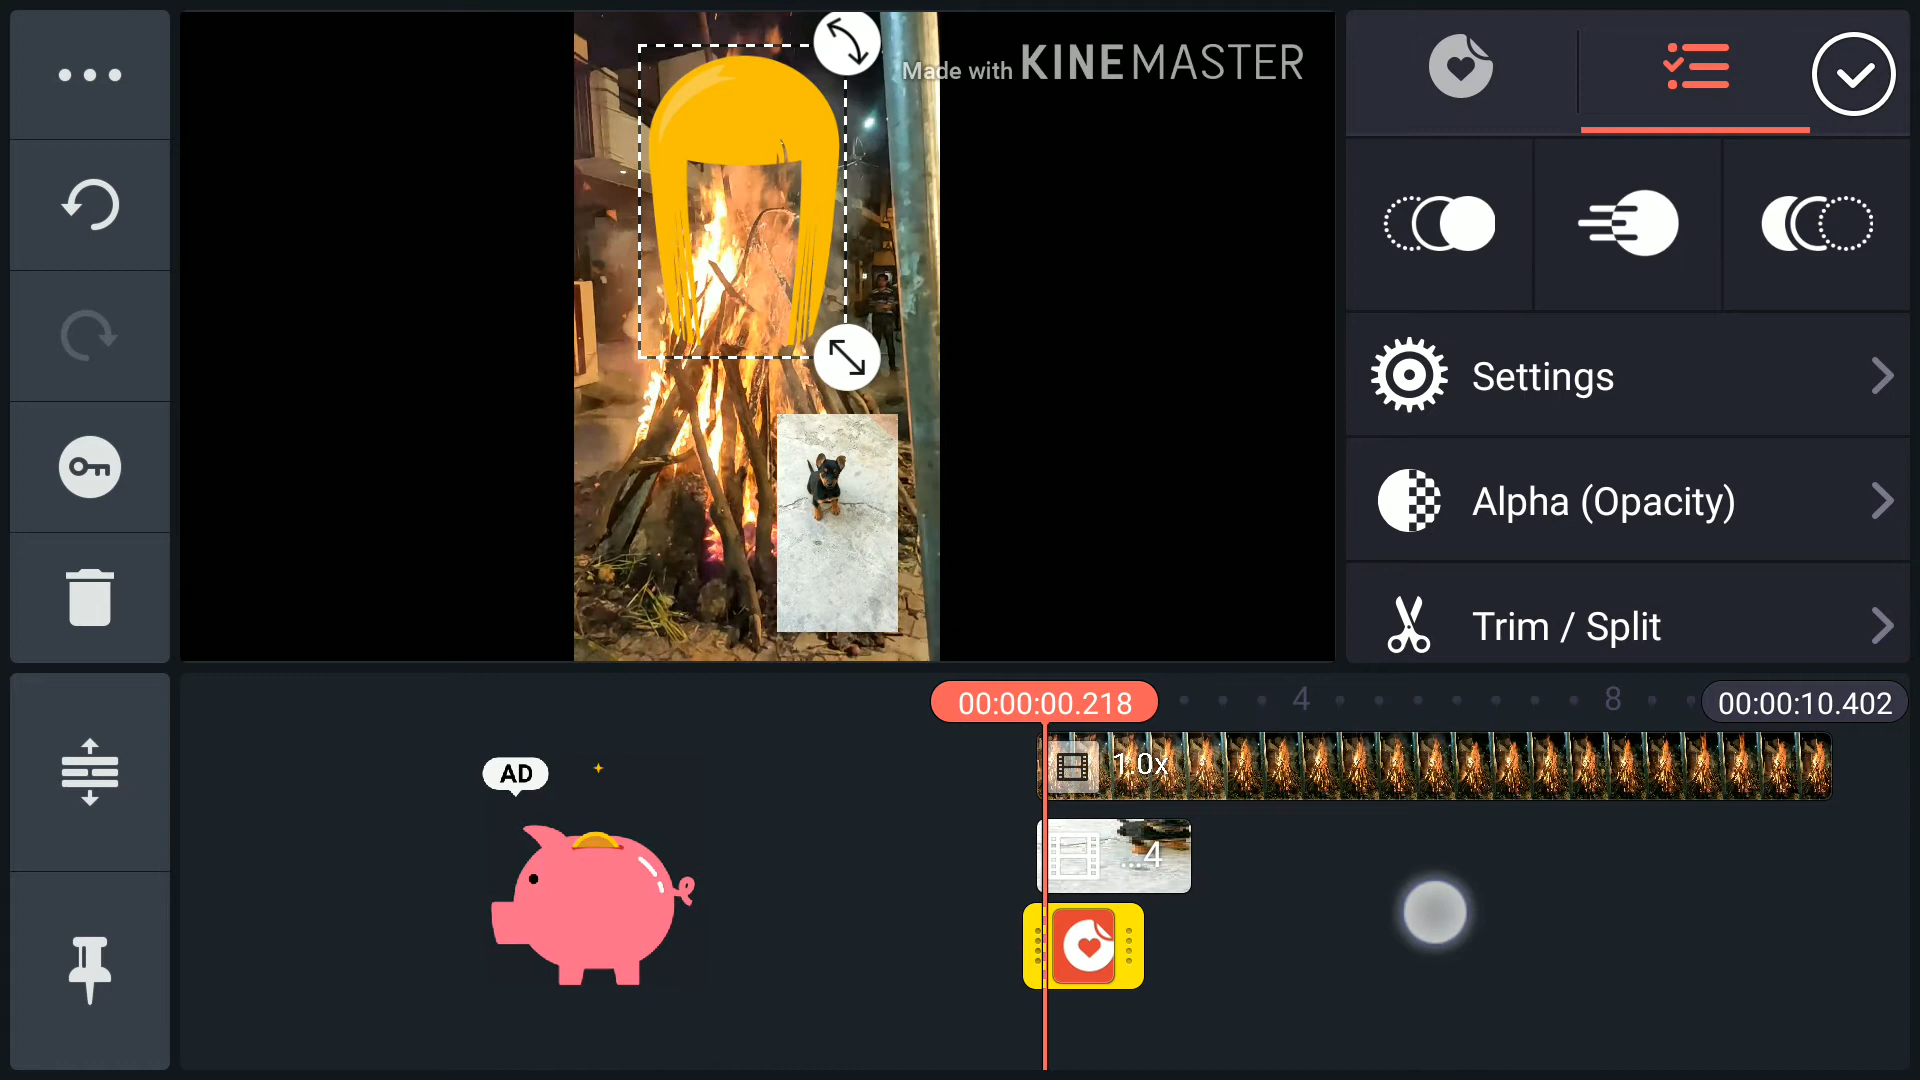 Made with KINEMASTER
Settings
Alpha (Opacity)
Trim / Split
00:00:00.218
4
8
00:00:10.402
1.0x
AD
...4